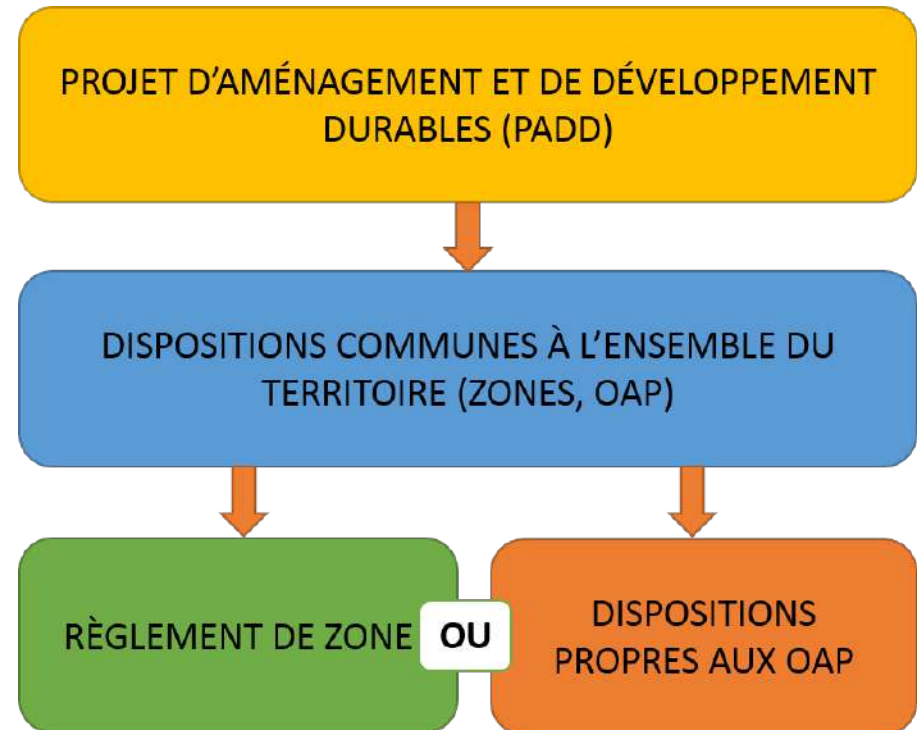 PROJET D'AMÉNAGEMENT ET DE DÉVELOPPEMENT
DURABLES (PADD)
DISPOSITIONS COMMUNES À L'ENSEMBLE DU
TERRITOIRE (ZONES, OAP)
RÈGLEMENT DE ZONE
OU
DISPOSITIONS
PROPRES AUX OAP